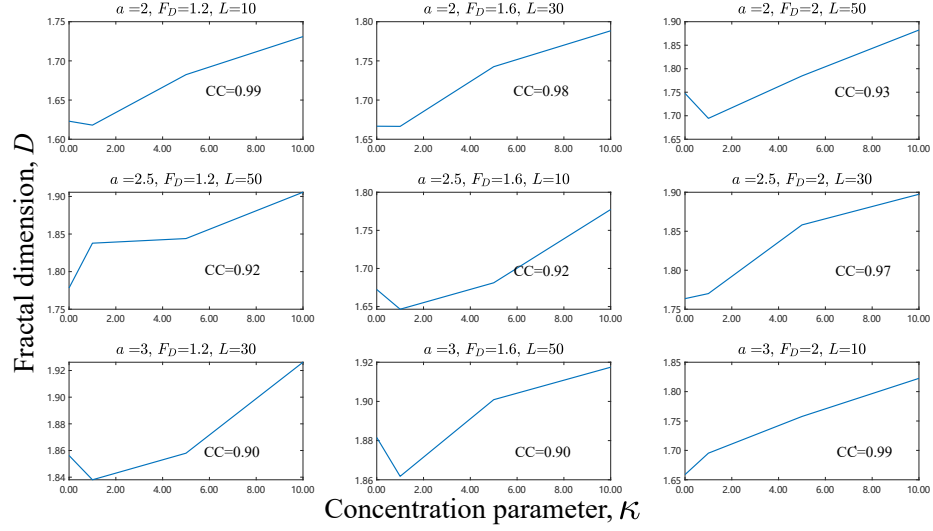 a =2, F_D=1.2, L=10
a =2, F_D=1.6, L=30
a =2, F_D=2, L=50
1.75
1.70
1.65
1.60
CC=0.99
0.00 2.00 4.00 6.00 8.00 10.00
1.80
1.75
1.70
1.65
CC=0.98
0.00 2.00 4.00 6.00 8.00 10.00
1.90
1.85
1.80
1.75
1.70
1.65
CC=0.93
0.00 2.00 4.00 6.00 8.00 10.00
Fractal dimension, D
a =2.5, F_D=1.2, L=50
a =2.5, F_D=1.6, L=10
a =2.5, F_D=2, L=30
1.90
1.85
1.80
1.75
CC=0.92
0.00 2.00 4.00 6.00 8.00 10.00
1.80
1.75
1.70
1.65
CC=0.92
0.00 2.00 4.00 6.00 8.00 10.00
1.90
1.85
1.80
1.75
CC=0.97
0.00 2.00 4.00 6.00 8.00 10.00
a =3, F_D=1.2, L=30
a =3, F_D=1.6, L=50
a =3, F_D=2, L=10
1.92
1.90
1.88
1.86
1.84
CC=0.90
0.00 2.00 4.00 6.00 8.00 10.00
1.92
1.90
1.88
1.86
CC=0.90
0.00 2.00 4.00 6.00 8.00 10.00
1.85
1.80
1.75
1.70
1.65
CC=0.99
0.00 2.00 4.00 6.00 8.00 10.00
Concentration parameter, κ